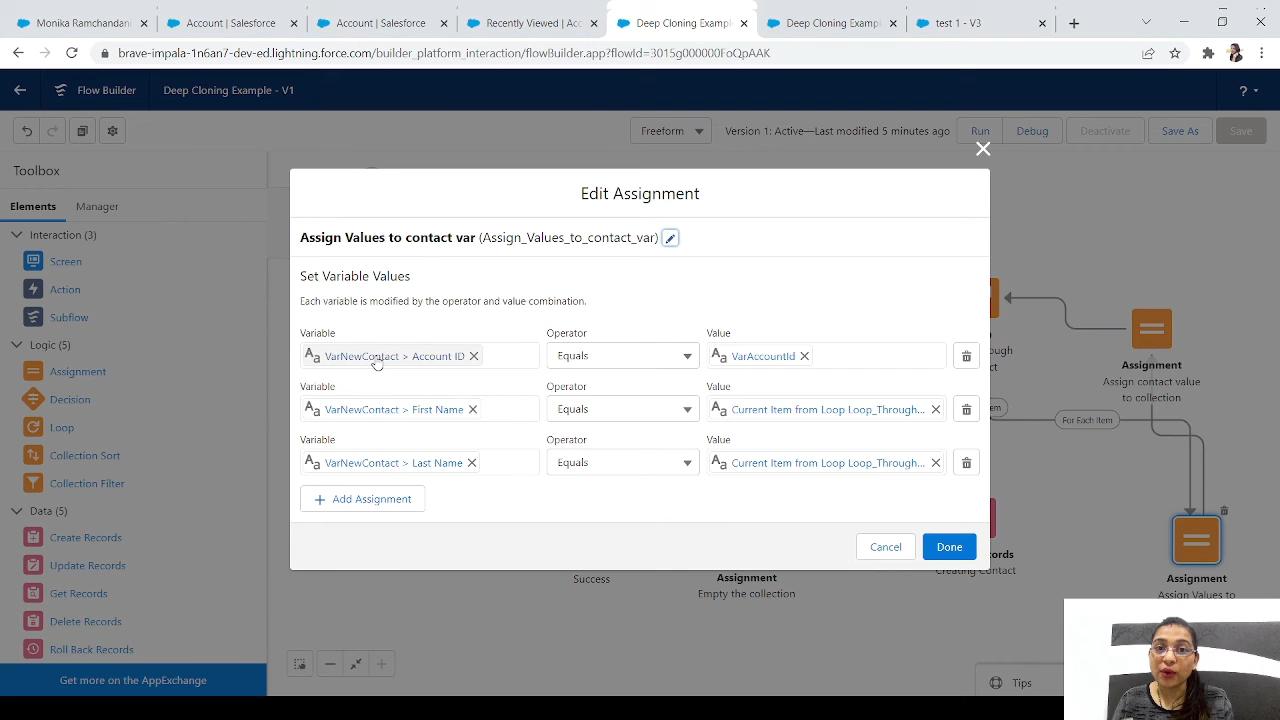 Monika Ramchandan
Account | Salesforce
Account | Salesforce
Recently Viewed | Acc
Deep Cloning Example
Deep Cloning Example
test 1 - V3
brave-impala-1n6an7-dev-ed.lightning.force.com/builder_platform_interaction/flowBuilder.app?flowId=3015g000000FoQpAAK
Flow Builder
Deep Cloning Example - V1
?
Freeform
Version 1: Active—Last modified 5 minutes ago
Run
Debug
Deactivate
Save As
Save
Toolbox
Elements
Manager
Interaction (3)
Screen
Action
Subflow
Logic (5)
Assignment
Decision
Loop
Collection Sort
Collection Filter
Data (5)
Create Records
Update Records
Get Records
Delete Records
Roll Back Records
Get more on the AppExchange
Edit Assignment
Assign Values to contact var (Assign_Values_to_contact_var)
Set Variable Values
Each variable is modified by the operator and value combination.
Variable Operator Value
VarNewContact > Account ID Equals VarAccountId
Variable Operator Value
VarNewContact > First Name Equals Current Item from Loop Loop_Through...
Variable Operator Value
VarNewContact > Last Name Equals Current Item from Loop Loop_Through...
+ Add Assignment
Cancel
Done
Assignment
Assign contact value
to collection
For Each Item
Success
Assignment
Empty the collection
Creating Contact
Assignment
Assign Values to
Tips